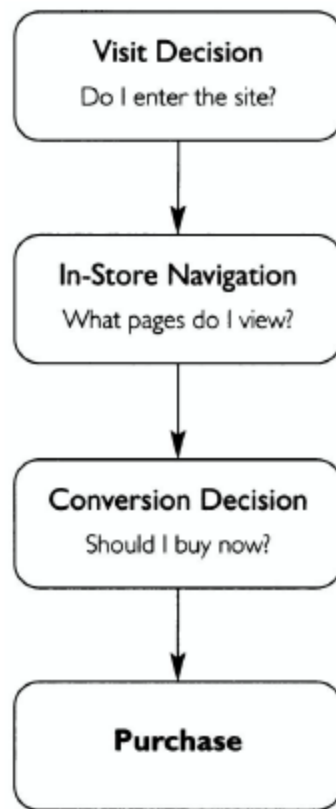 Visit Decision
Do I enter the site?
In-Store Navigation
What pages do I view?
Conversion Decision
Should I buy now?
Purchase